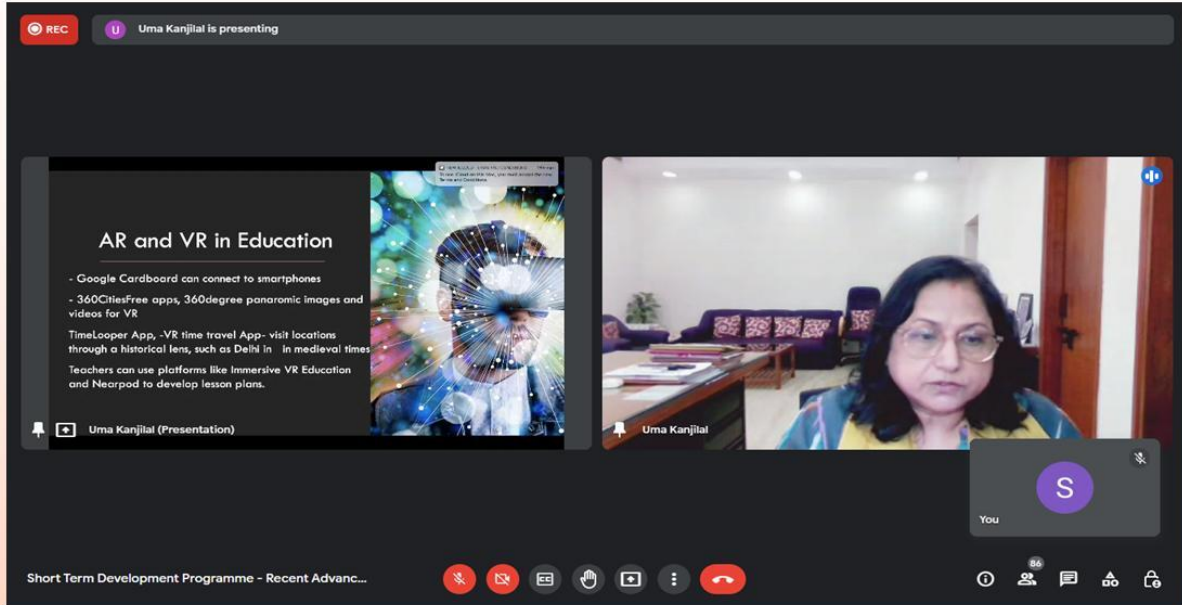 REC
U
Uma Kanjilal is presenting
AR and VR in Education
- Google Cardboard can connect to smartphones
- 360CitiesFree apps, 360degree panaromic images and
videos for VR
TimeLooper App, -VR time travel App- visit locations
through a historical lens, such as Delhi in in medieval times
Teachers can use platforms like Immersive VR Education
and Nearpod to develop lesson plans.
Uma Kanjilal (Presentation)
Uma Kanjilal
S
You
Short Term Development Programme - Recent Advanc...
CC
86